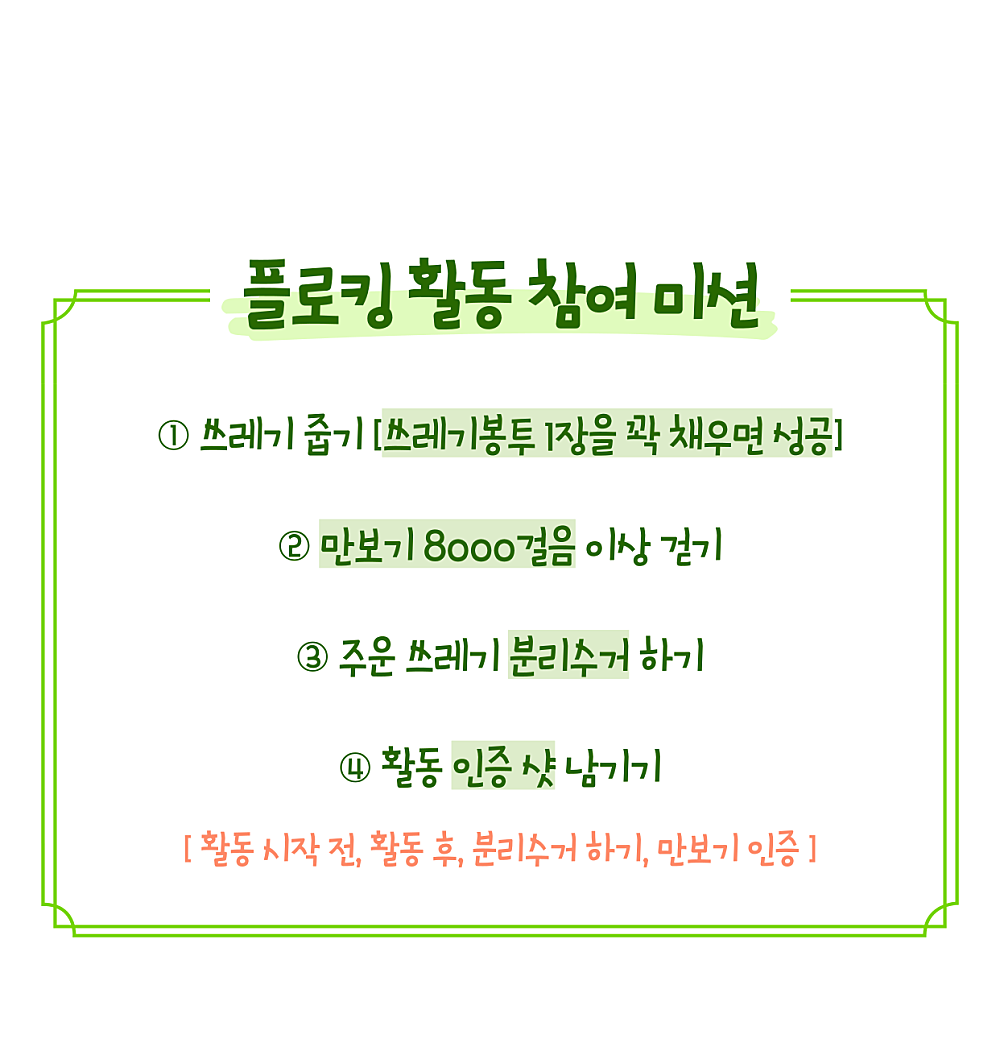 플로킹 활동 참여 미션
① 쓰레기 줍기 [쓰레기봉투 1장을 꽉 채우면 성공]
② 만보기 8000걸음 이상 걷기
③ 주운 쓰레기 분리수거 하기
④ 활동 인증 샷 남기기
[ 활동 시작 전, 활동 후, 분리수거 하기, 만보기 인증 ]